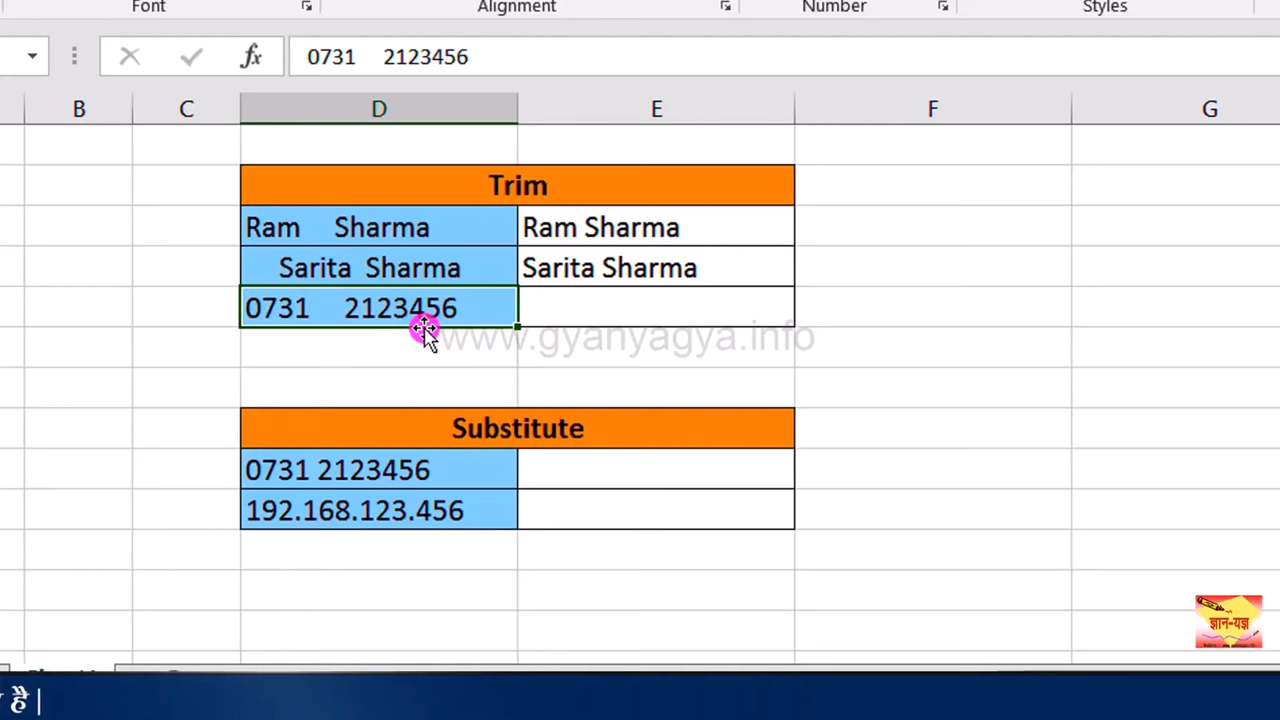 Font Alignment Number Styles
fx 0731     2123456
B C D E F G
Trim
Ram     Sharma Ram Sharma
     Sarita  Sharma Sarita Sharma
0731     2123456
www.gyanyagya.info
Substitute
0731 2123456
192.168.123.456
ज्ञान-यज्ञ
है |